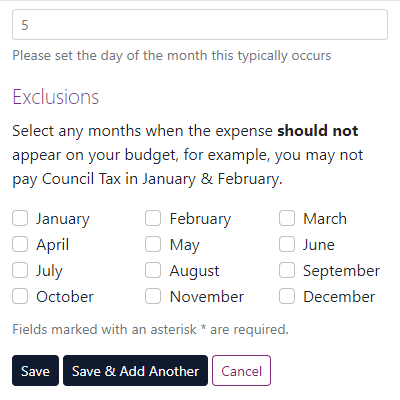 5
Please set the day of the month this typically occurs
Exclusions
Select any months when the expense should not
appear on your budget, for example, you may not
pay Council Tax in January & February.
January February March
April May June
July August September
October November December
Fields marked with an asterisk * are required.
Save Save & Add Another Cancel